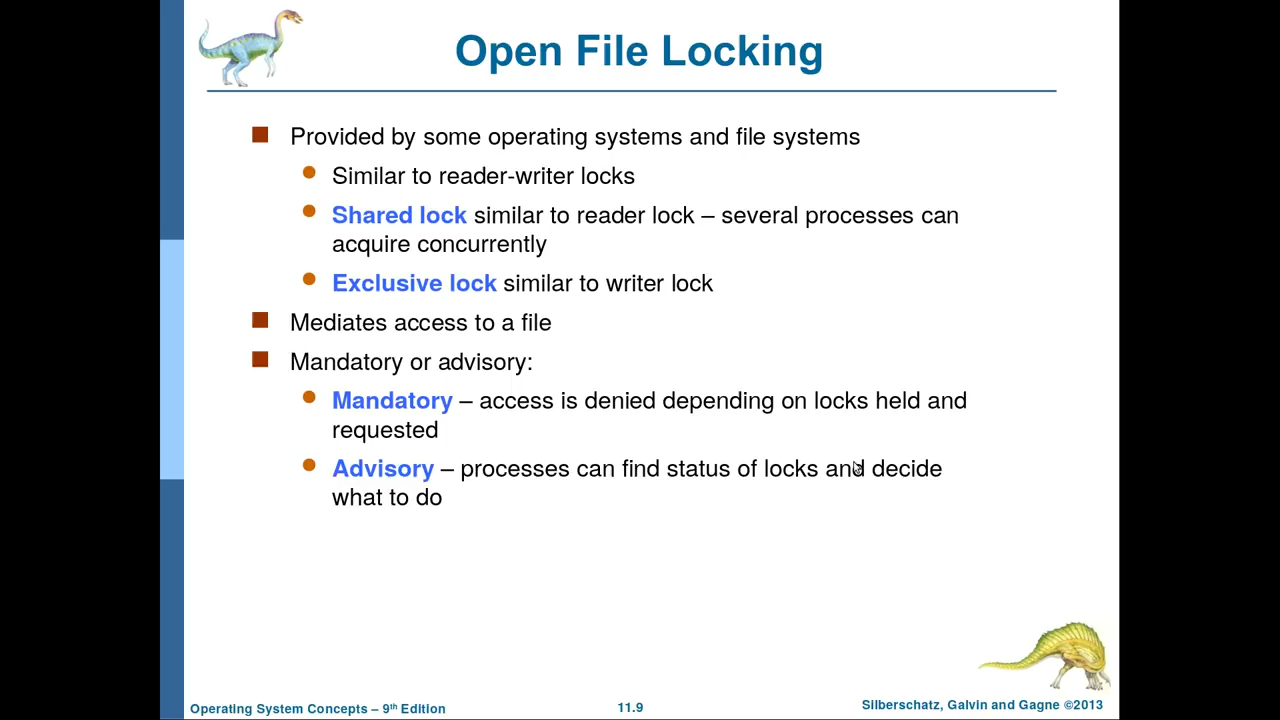 Open File Locking
Provided by some operating systems and file systems
Similar to reader-writer locks
Shared lock similar to reader lock – several processes can
acquire concurrently
Exclusive lock similar to writer lock
Mediates access to a file
Mandatory or advisory:
Mandatory – access is denied depending on locks held and
requested
Advisory – processes can find status of locks and decide
what to do
Operating System Concepts – 9th Edition
11.9
Silberschatz, Galvin and Gagne ©2013